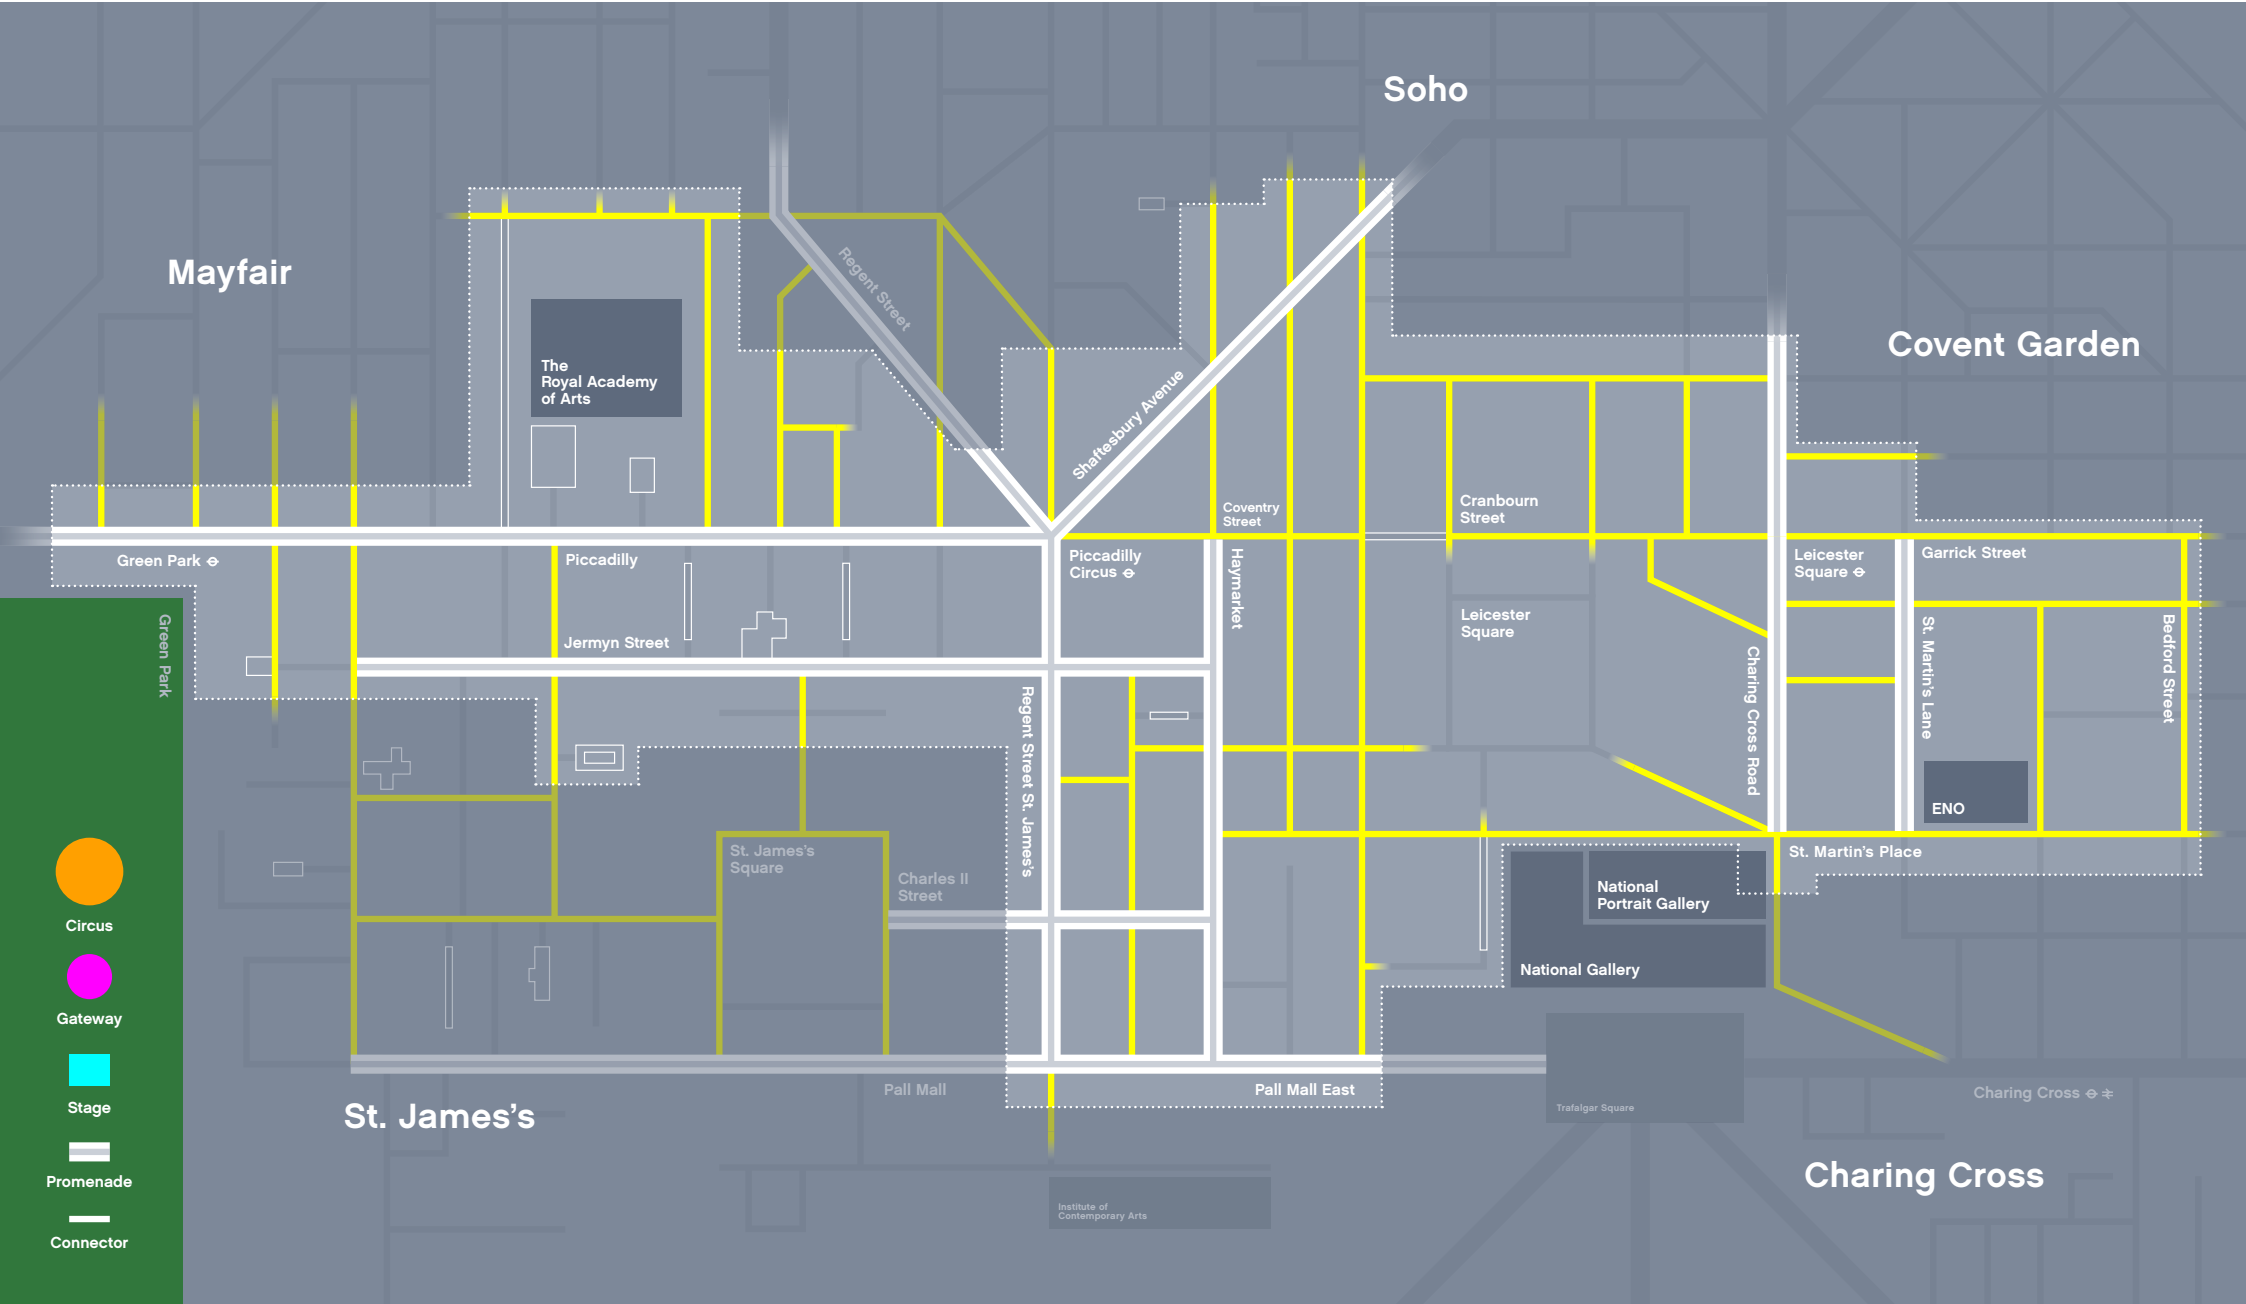 Soho
Mayfair
Regent Street
Covent Garden
The
Royal Academy
of Arts
Shaftesbury Avenue
Coventry
Street
Cranbourn
Street
Green Park
Piccadilly
Piccadilly
Circus
Haymarket
Leicester
Square
Garrick Street
Green Park
Jermyn Street
Leicester
Square
St. Martin's Lane
Bedford Street
Charing Cross Road
Regent Street St. James's
ENO
St. James's
Square
Charles II
Street
St. Martin's Place
National
Portrait Gallery
National Gallery
Circus
Gateway
Stage
Promenade
Connector
Pall Mall
Pall Mall East
St. James's
Trafalgar Square
Charing Cross
Charing Cross
Institute of
Contemporary Arts